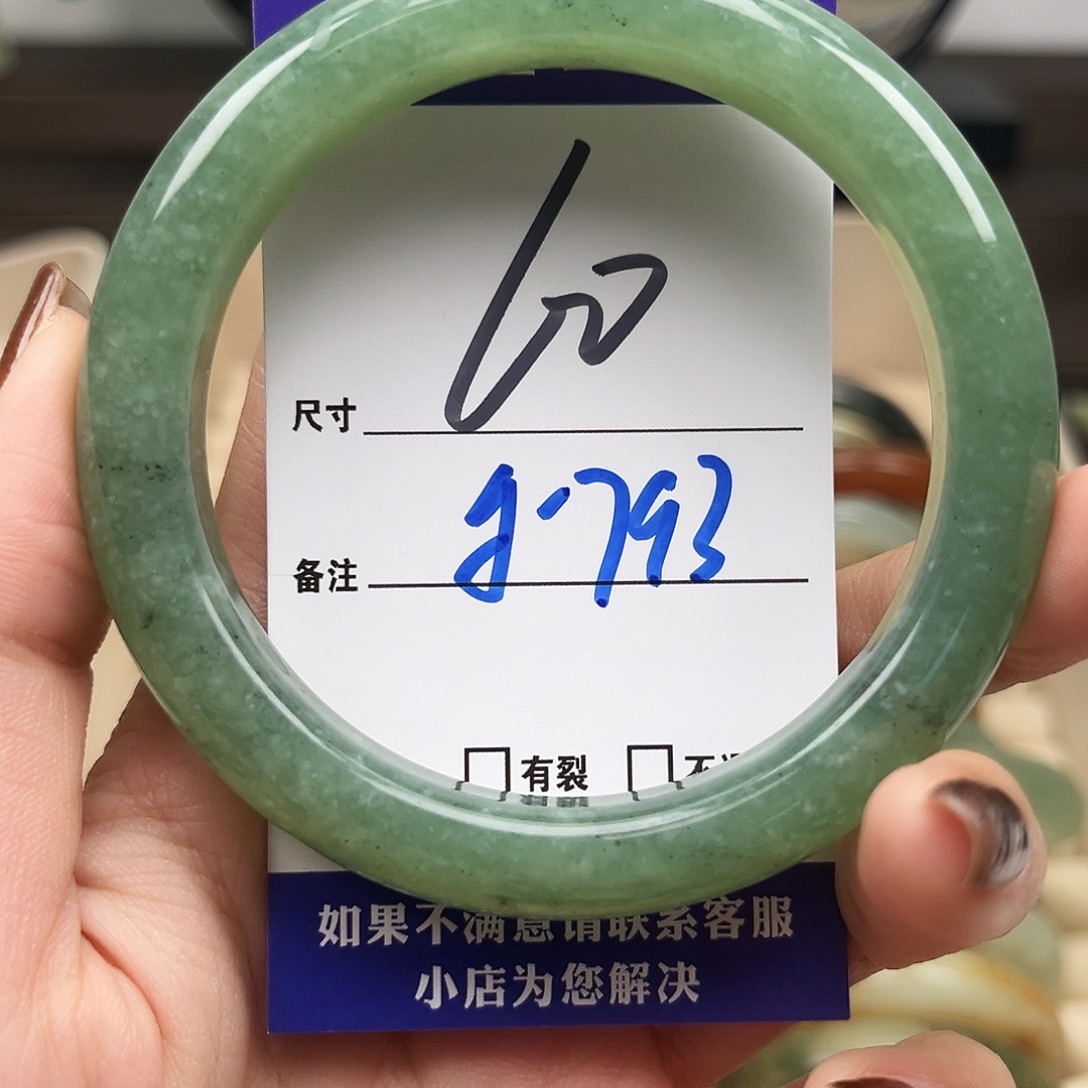 60
尺寸
g·793
备注
有裂 不
如果不满意请联系客服
小店为您解决